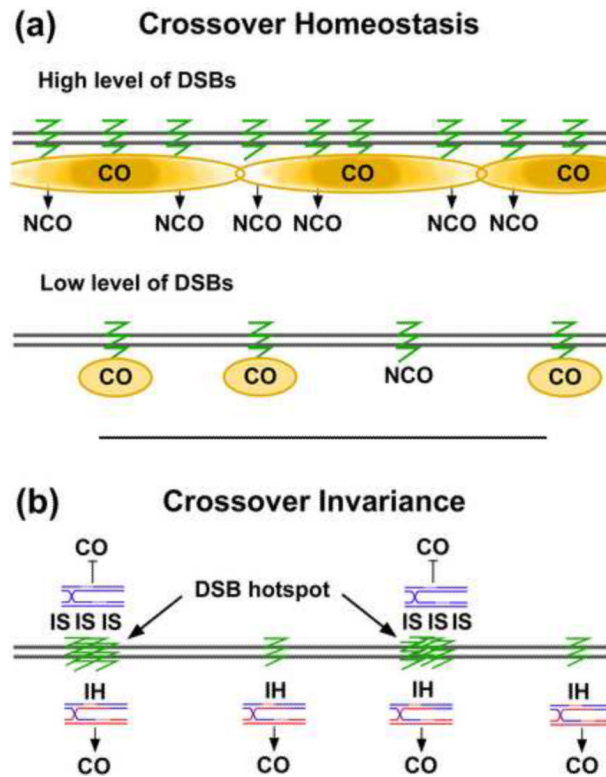 (a) Crossover Homeostasis
High level of DSBs
CO CO CO
NCO NCO NCO NCO NCO NCO
Low level of DSBs
CO CO NCO CO
(b) Crossover Invariance
CO CO
DSB hotspot
IS IS IS IS IS IS
IH IH IH IH
CO CO CO CO